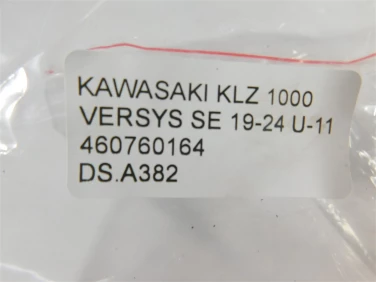 KAWASAKI KLZ 1000
VERSYS SE 19-24 U-11
460760164
DS.A382